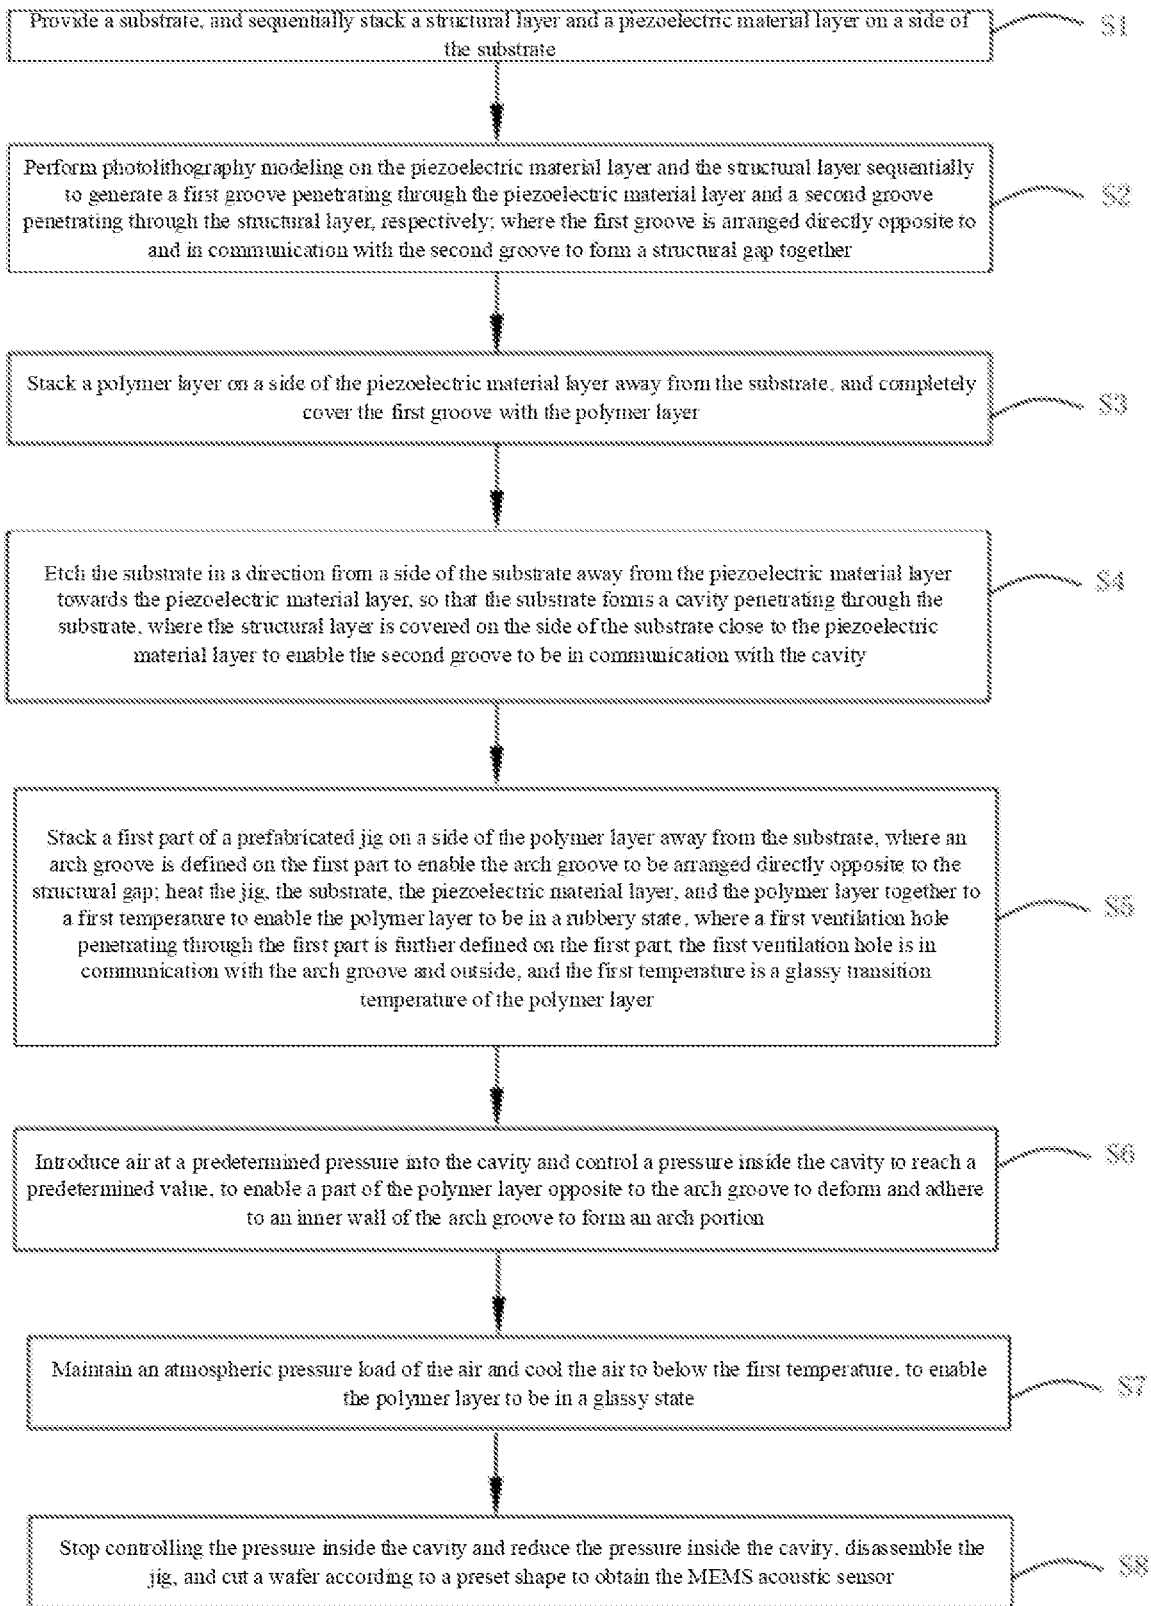 Provide a substrate, and sequentially stack a structural layer and a piezoelectric material layer on a side of
the substrate
S1
Perform photolithography modeling on the piezoelectric material layer and the structural layer sequentially
to generate a first groove penetrating through the piezoelectric material layer and a second groove
penetrating through the structural layer, respectively; where the first groove is arranged directly opposite to
and in communication with the second groove to form a structural gap together
S2
Stack a polymer layer on a side of the piezoelectric material layer away from the substrate, and completely
cover the first groove with the polymer layer
S3
Etch the substrate in a direction from a side of the substrate away from the piezoelectric material layer
towards the piezoelectric material layer, so that the substrate forms a cavity penetrating through the
substrate, where the structural layer is covered on the side of the substrate close to the piezoelectric
material layer to enable the second groove to be in communication with the cavity
S4
Stack a first part of a prefabricated jig on a side of the polymer layer away from the substrate, where an
arch groove is defined on the first part to enable the arch groove to be arranged directly opposite to the
structural gap; heat the jig, the substrate, the piezoelectric material layer, and the polymer layer together to
a first temperature to enable the polymer layer to be in a rubbery state, where a first ventilation hole
penetrating through the first part is further defined on the first part, the first ventilation hole is in
communication with the arch groove and outside, and the first temperature is a glassy transition
temperature of the polymer layer
S5
Introduce air at a predetermined pressure into the cavity and control a pressure inside the cavity to reach a
predetermined value, to enable a part of the polymer layer opposite to the arch groove to deform and adhere
to an inner wall of the arch groove to form an arch portion
S6
Maintain an atmospheric pressure load of the air and cool the air to below the first temperature, to enable
the polymer layer to be in a glassy state
S7
Stop controlling the pressure inside the cavity and reduce the pressure inside the cavity, disassemble the
jig, and cut a wafer according to a preset shape to obtain the MEMS acoustic sensor
S8